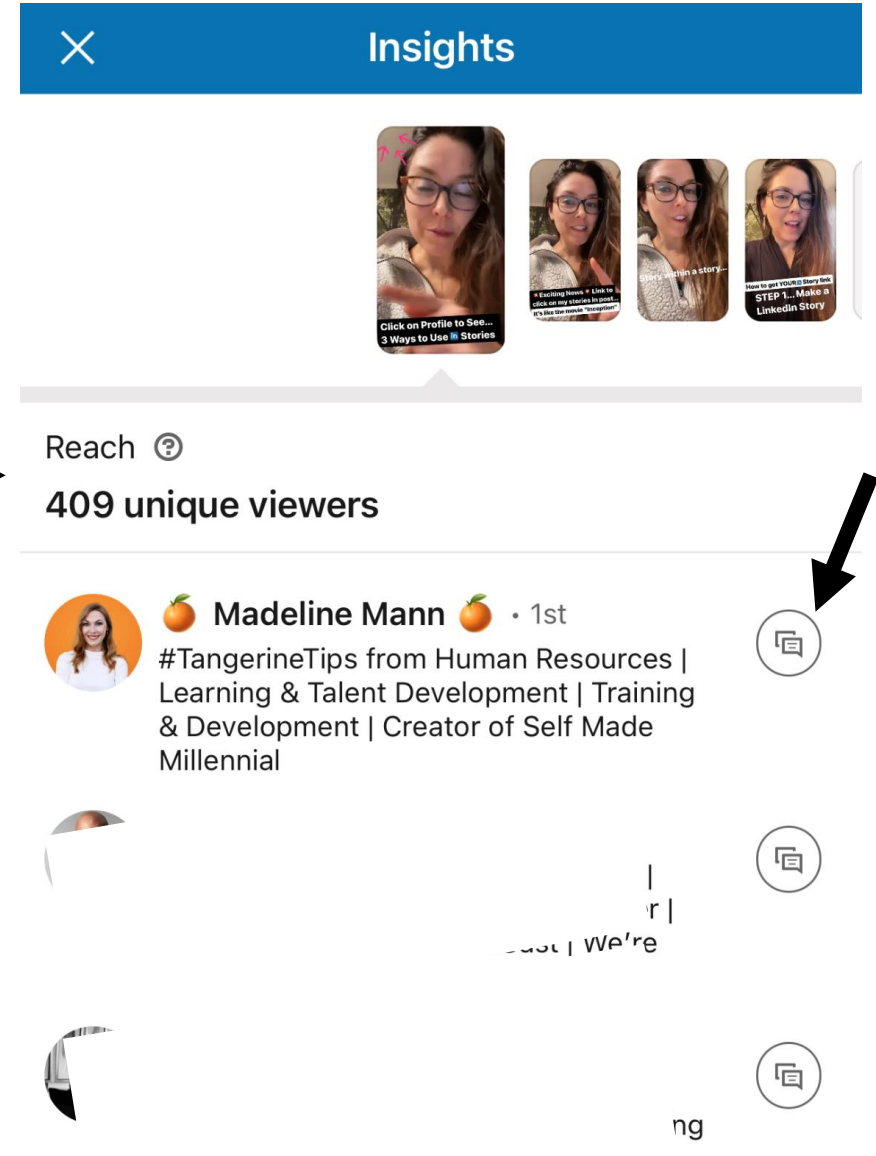 Insights
Click on Profile to See...
3 Ways to Use in Stories
Exciting News Link to
click on my stories in post...
It's like the movie "Inception"
Story within a story...
How to get YOUR in Story link
STEP 1... Make a
LinkedIn Story
Reach ?
409 unique viewers
🍊 Madeline Mann 🍊 · 1st
#TangerineTips from Human Resources |
Learning & Talent Development | Training
& Development | Creator of Self Made
Millennial
|
r |
| We're
ng